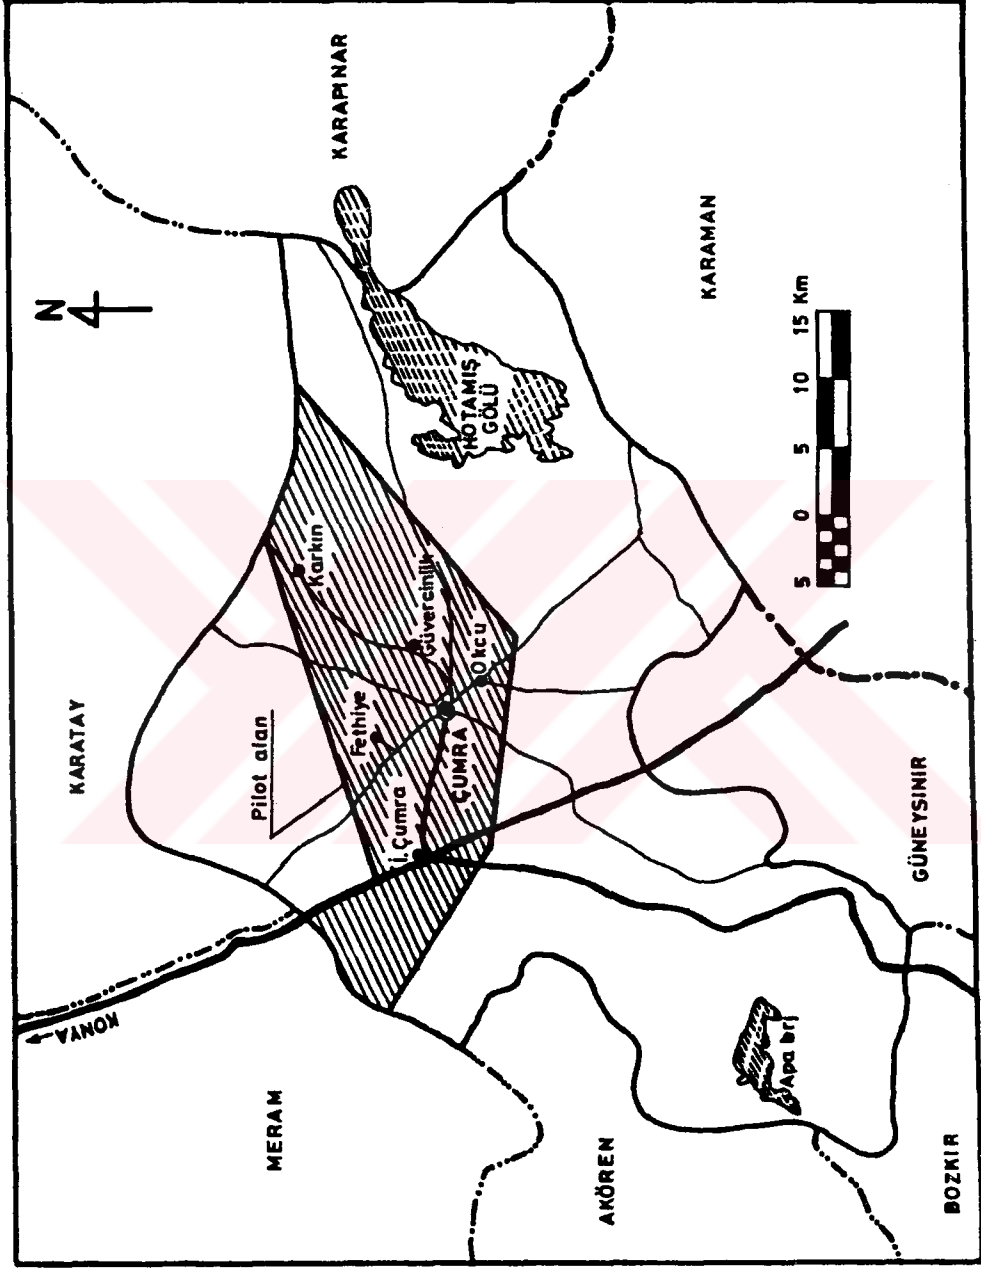 N
KARAPINAR
KARATAY
Pilot alan
Karkın
Güvercinlik
Okcu
Fethiye
ÇUMRA
İ.Çumra
HOTAMIŞ
GÖLÜ
KARAMAN
5 0 5 10 15 Km
KONYA
MERAM
AKÖREN
Apa brj
GÜNEYSINIR
BOZKIR